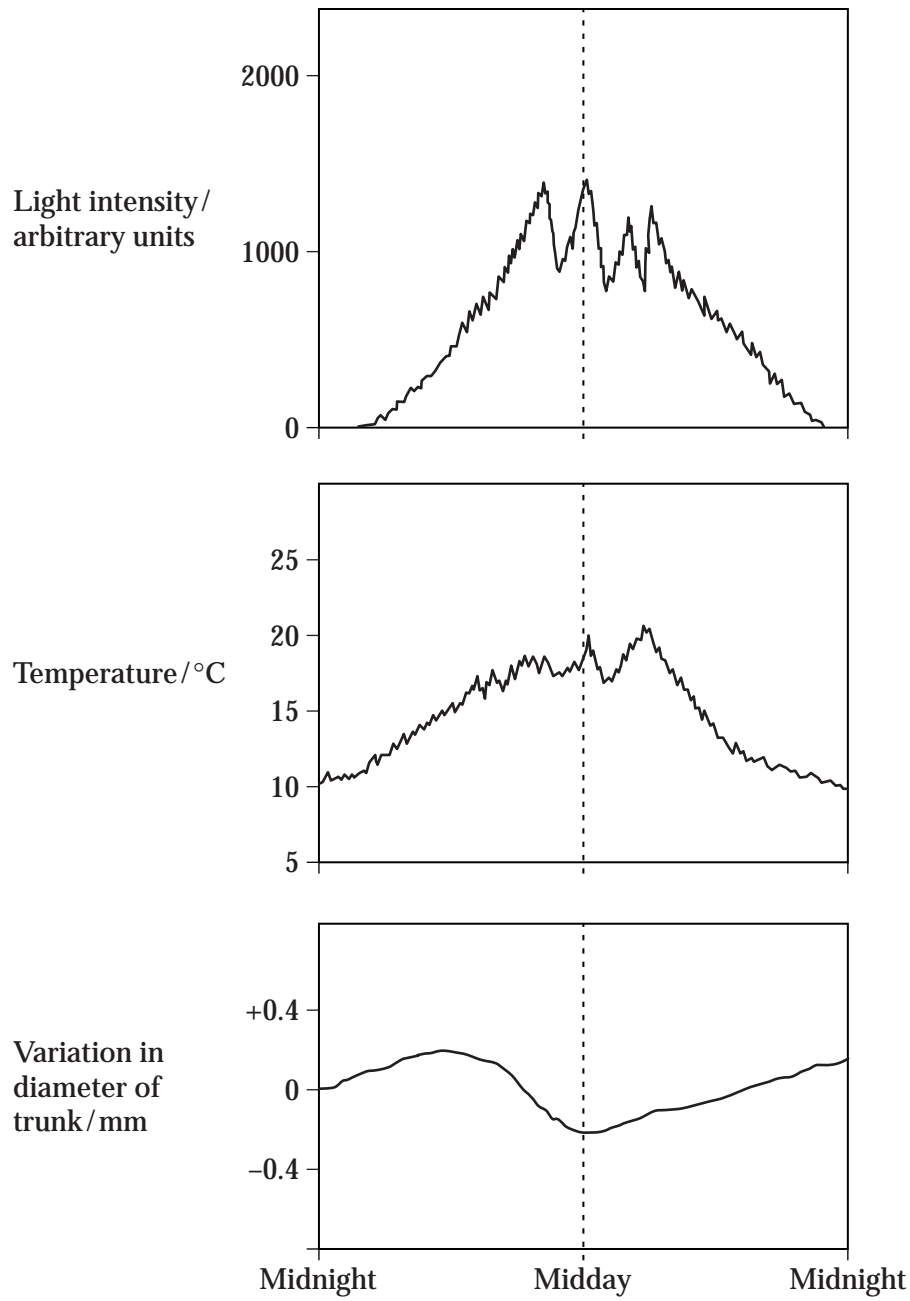 2000
Light intensity/
arbitrary units
1000
0
25
20
Temperature/°C
15
10
5
+0.4
Variation in
diameter of
trunk/mm
0
–0.4
Midnight Midday Midnight